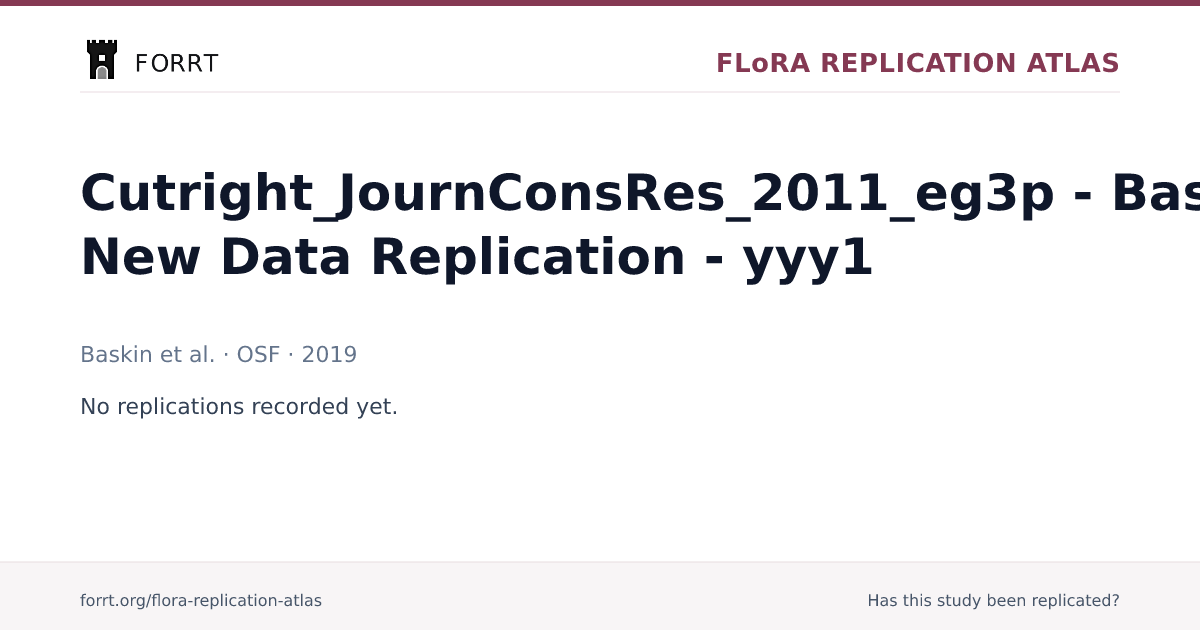 FORRT
FLoRA REPLICATION ATLAS
Cutright_JournConsRes_2011_eg3p - Bas
New Data Replication - yyy1
Baskin et al. · OSF · 2019
No replications recorded yet.
forrt.org/flora-replication-atlas
Has this study been replicated?